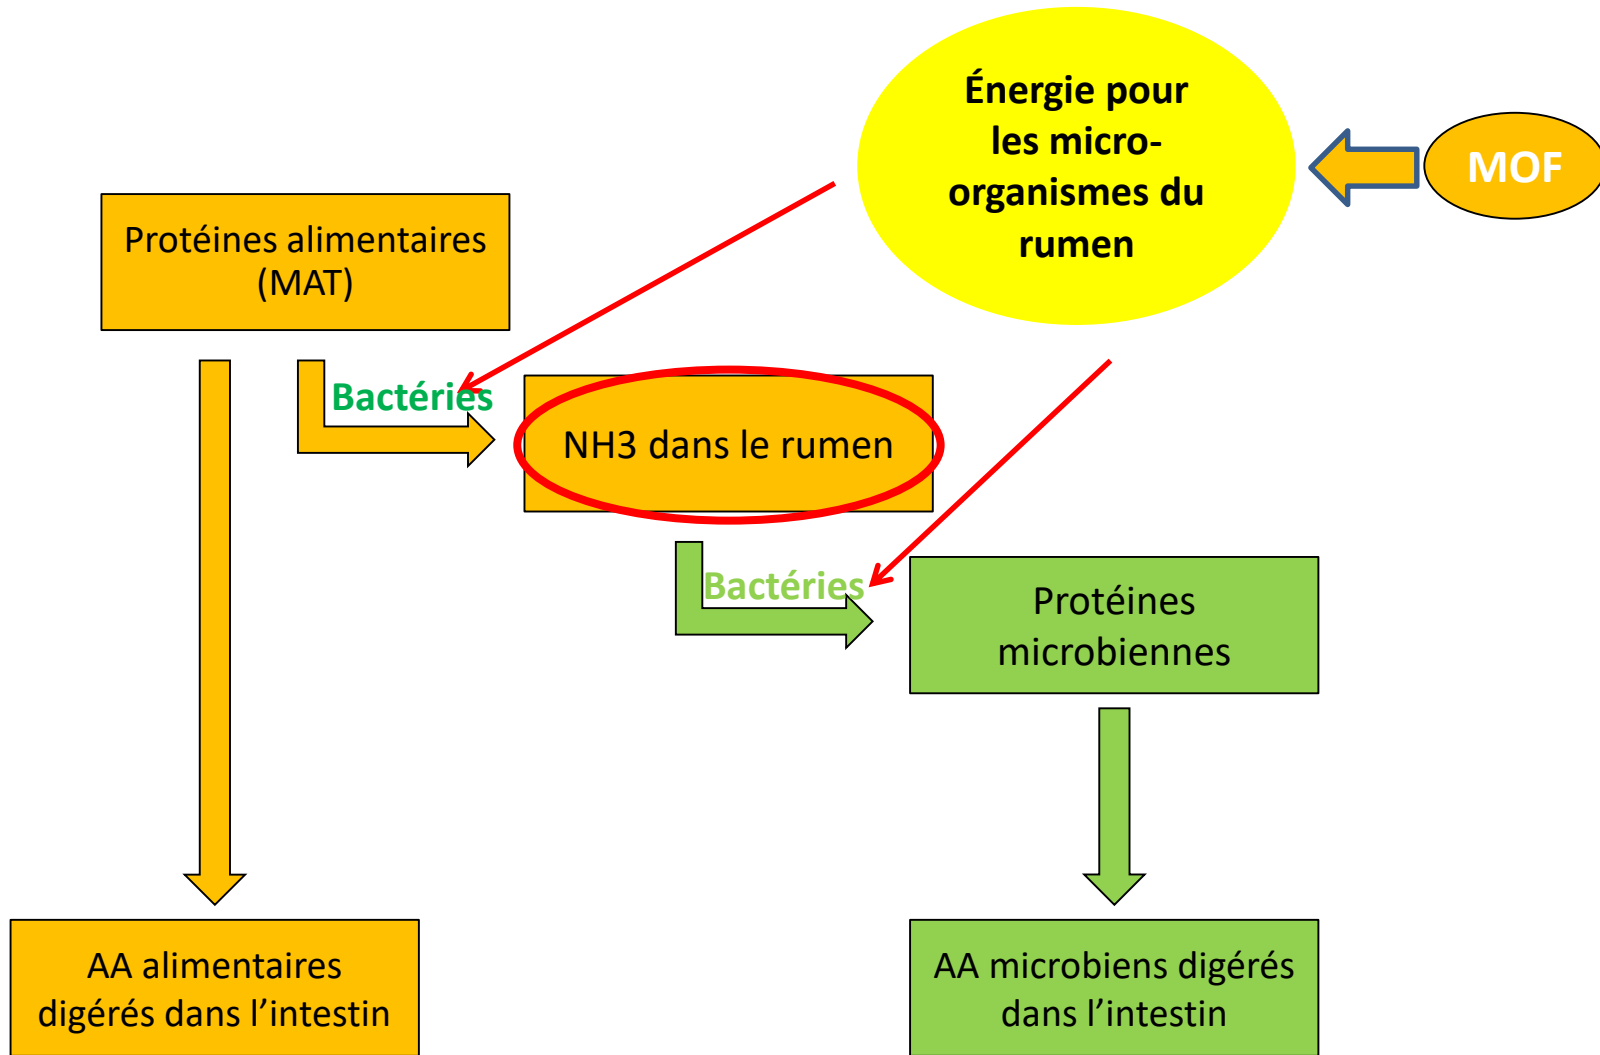 Énergie pour
les micro-
organismes du
rumen
MOF
Protéines alimentaires
(MAT)
Bactéries
NH3 dans le rumen
Bactéries
Protéines
microbiennes
AA alimentaires
digérés dans l’intestin
AA microbiens digérés
dans l’intestin